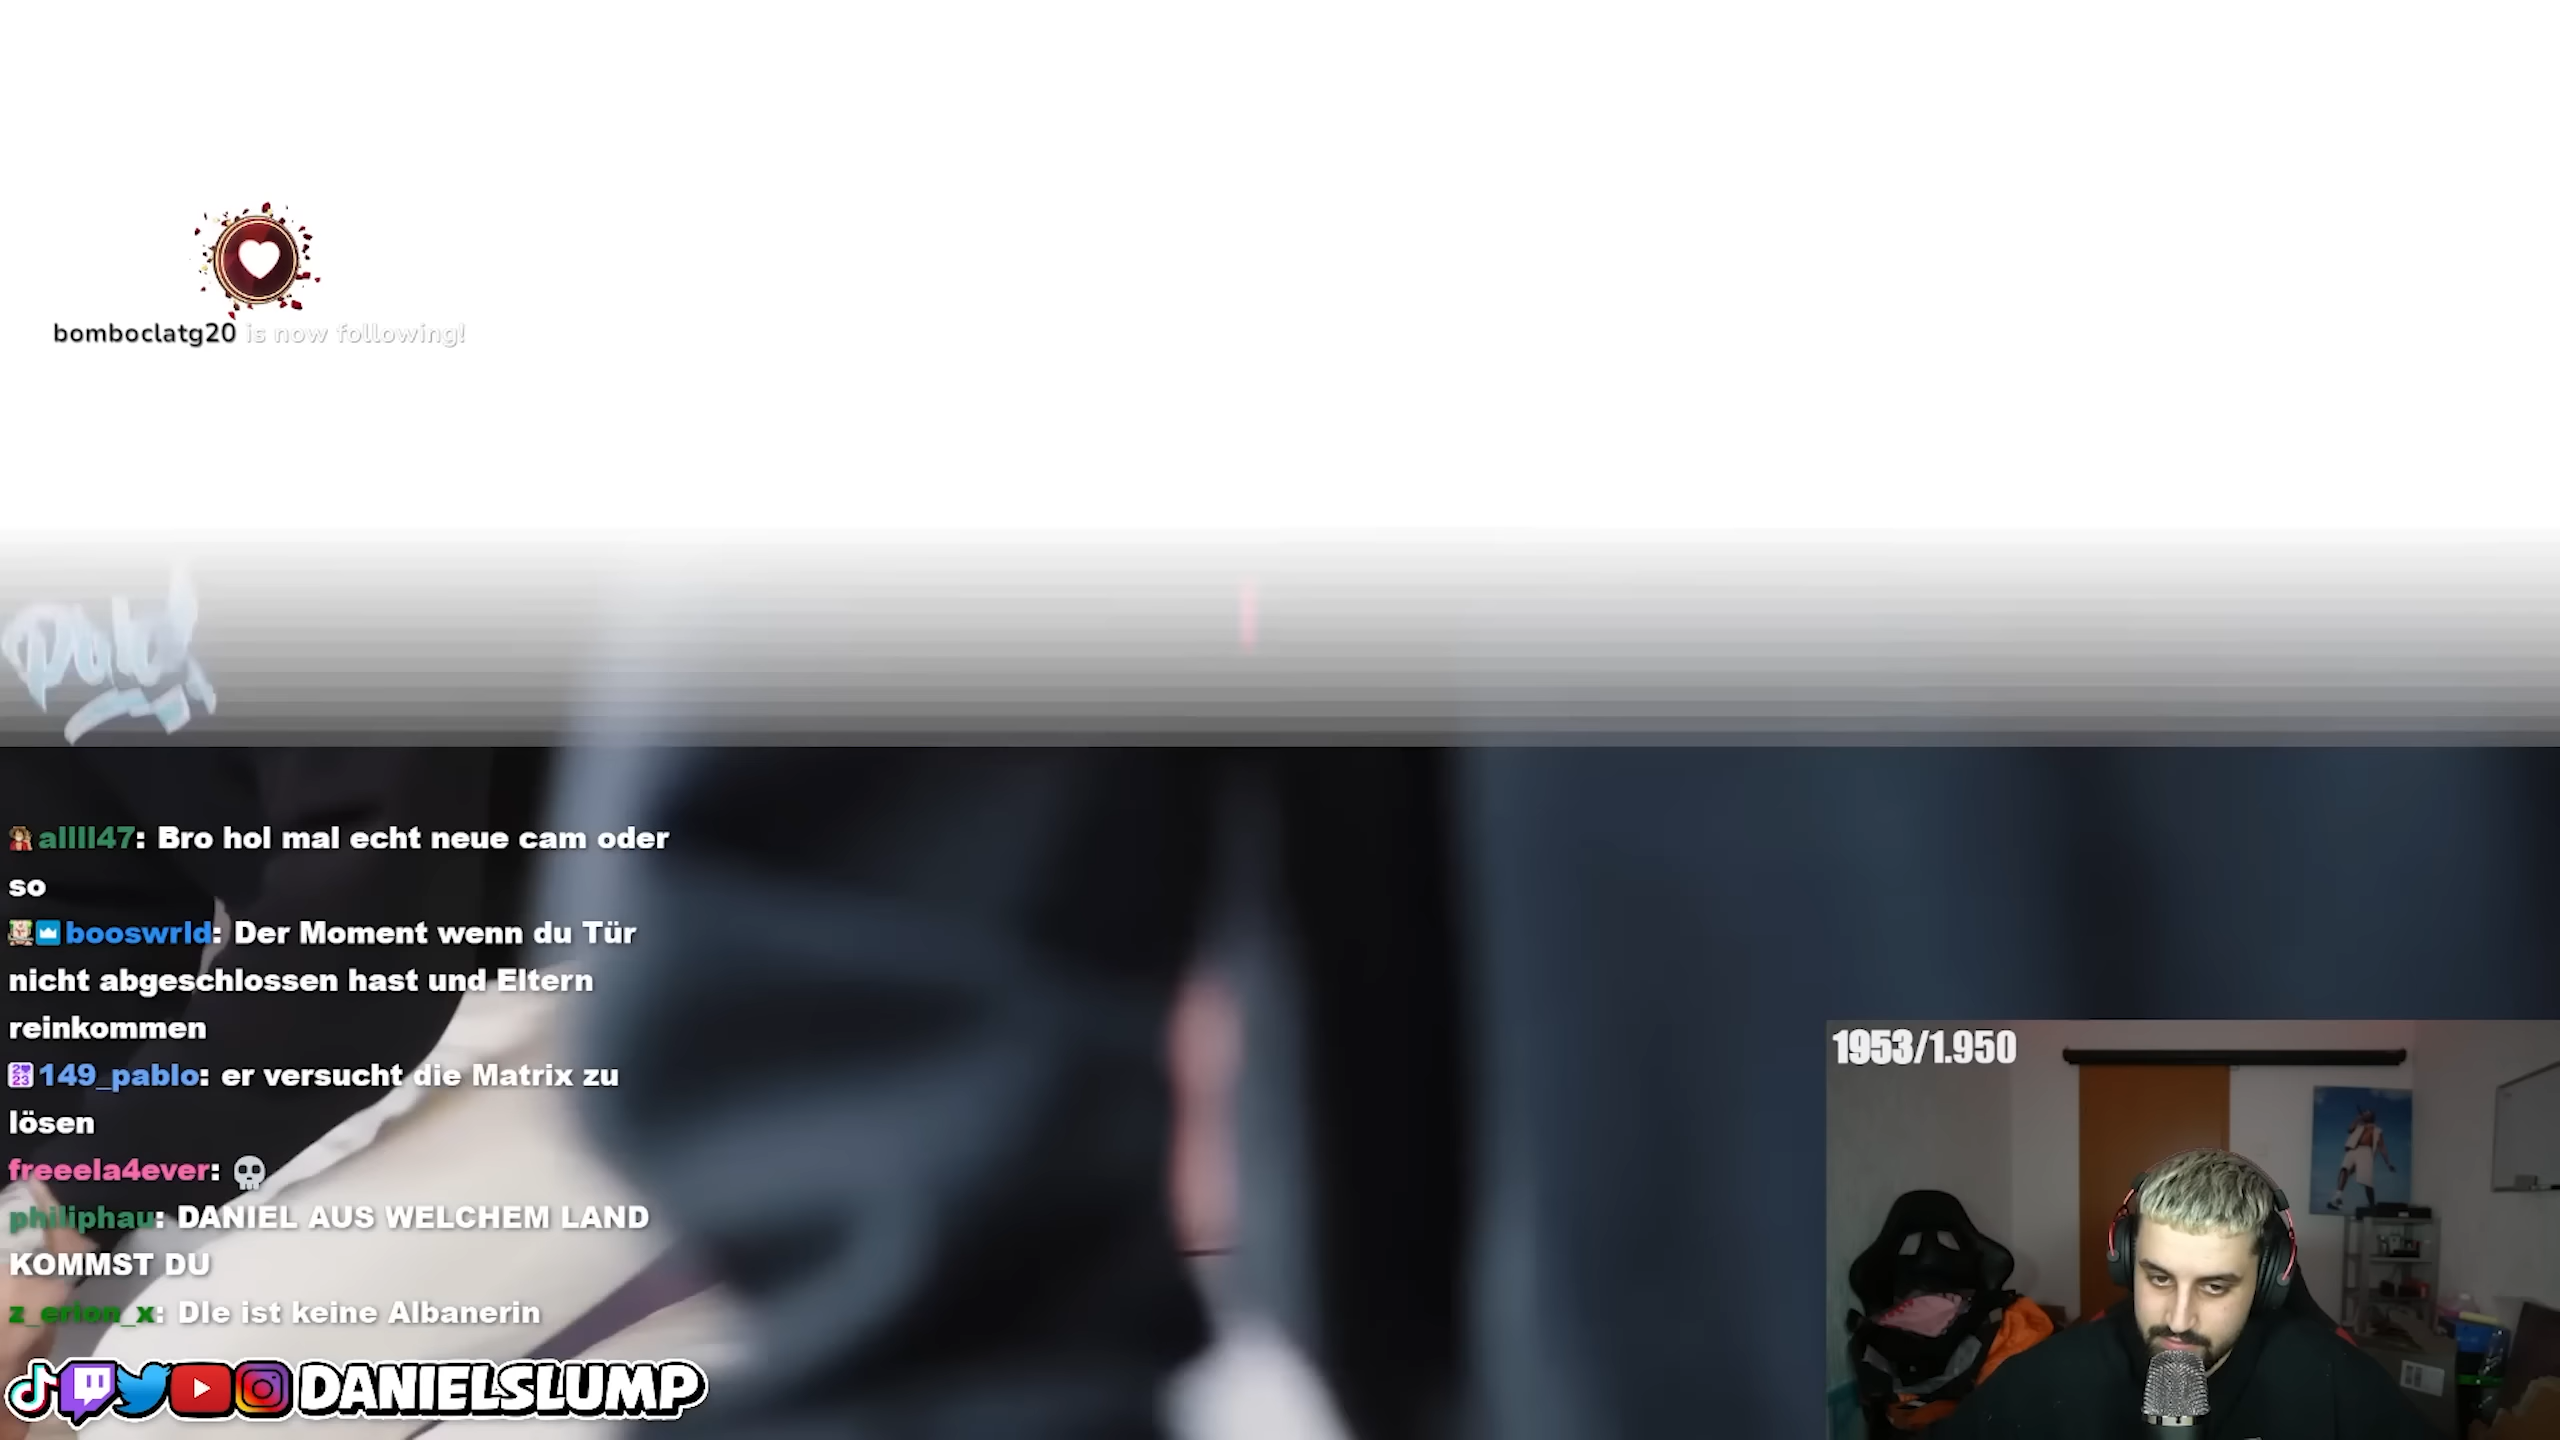 bomboclatg20 is now following!
allll47: Bro hol mal echt neue cam oder
so
booswrld: Der Moment wenn du Tür
nicht abgeschlossen hast und Eltern
reinkommen
149_pablo: er versucht die Matrix zu
lösen
freeela4ever: 💀
philiphau: DANIEL AUS WELCHEM LAND
KOMMST DU
z_erion_x: DIe ist keine Albanerin
DANIELSLUMP
1953/1.950